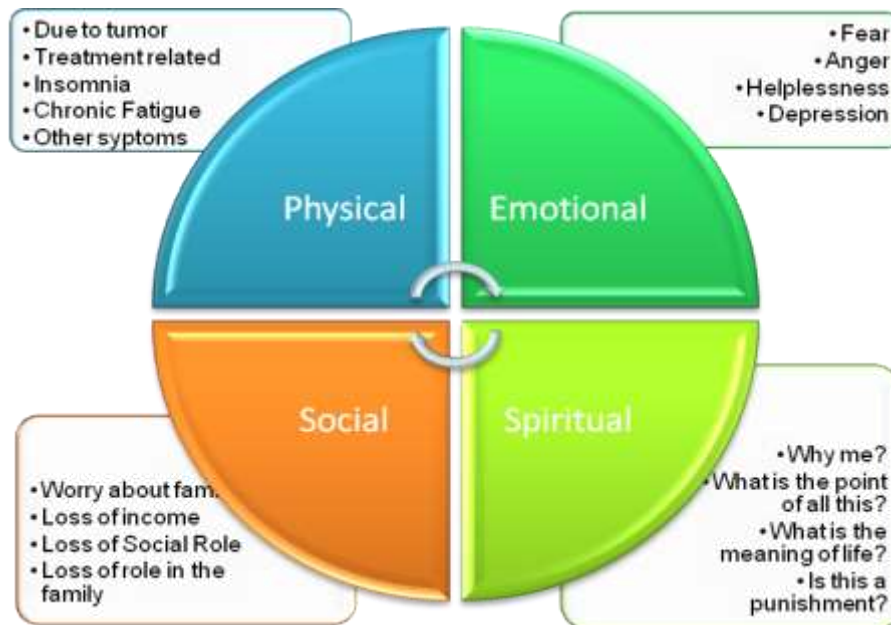 • Due to tumor
• Treatment related
• Insomnia
• Chronic Fatigue
• Other syptoms
• Fear
• Anger
• Helplessness
• Depression
Physical
Emotional
Social
Spiritual
• Worry about
• Loss of income
• Loss of Social Role
• Loss of role in the
family
• Why me?
• What is the point
of all this?
• What is the
meaning of life?
• Is this a
punishment?